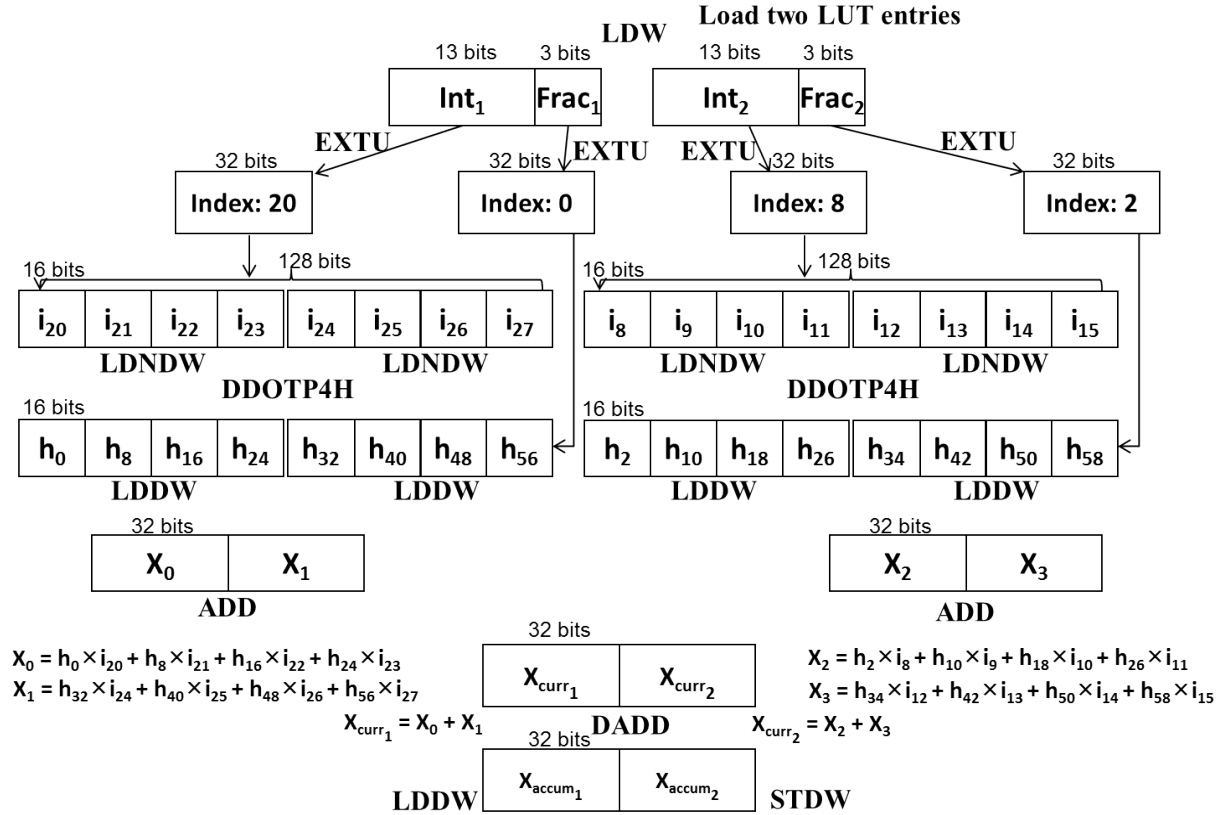 Load two LUT entries
LDW
13 bits 3 bits 13 bits 3 bits
Int₁ Frac₁ Int₂ Frac₂
EXTU EXTU EXTU EXTU
32 bits 32 bits 32 bits 32 bits
Index: 20 Index: 0 Index: 8 Index: 2
16 bits 128 bits 16 bits 128 bits
i₂₀ i₂₁ i₂₂ i₂₃ i₂₄ i₂₅ i₂₆ i₂₇ i₈ i₉ i₁₀ i₁₁ i₁₂ i₁₃ i₁₄ i₁₅
LDNDW LDNDW LDNDW LDNDW
DDOTP4H DDOTP4H
16 bits 16 bits
h₀ h₈ h₁₆ h₂₄ h₃₂ h₄₀ h₄₈ h₅₆ h₂ h₁₀ h₁₈ h₂₆ h₃₄ h₄₂ h₅₀ h₅₈
LDDW LDDW LDDW LDDW
32 bits 32 bits
X₀ X₁ X₂ X₃
ADD ADD
32 bits
X₀ = h₀×i₂₀ + h₈×i₂₁ + h₁₆×i₂₂ + h₂₄×i₂₃ X₂ = h₂×i₈ + h₁₀×i₉ + h₁₈×i₁₀ + h₂₆×i₁₁
X_curr₁ X_curr₂
X₁ = h₃₂×i₂₄ + h₄₀×i₂₅ + h₄₈×i₂₆ + h₅₆×i₂₇ X₃ = h₃₄×i₁₂ + h₄₂×i₁₃ + h₅₀×i₁₄ + h₅₈×i₁₅
X_curr₁ = X₀ + X₁ DADD X_curr₂ = X₂ + X₃
32 bits
LDDW X_accum₁ X_accum₂ STDW